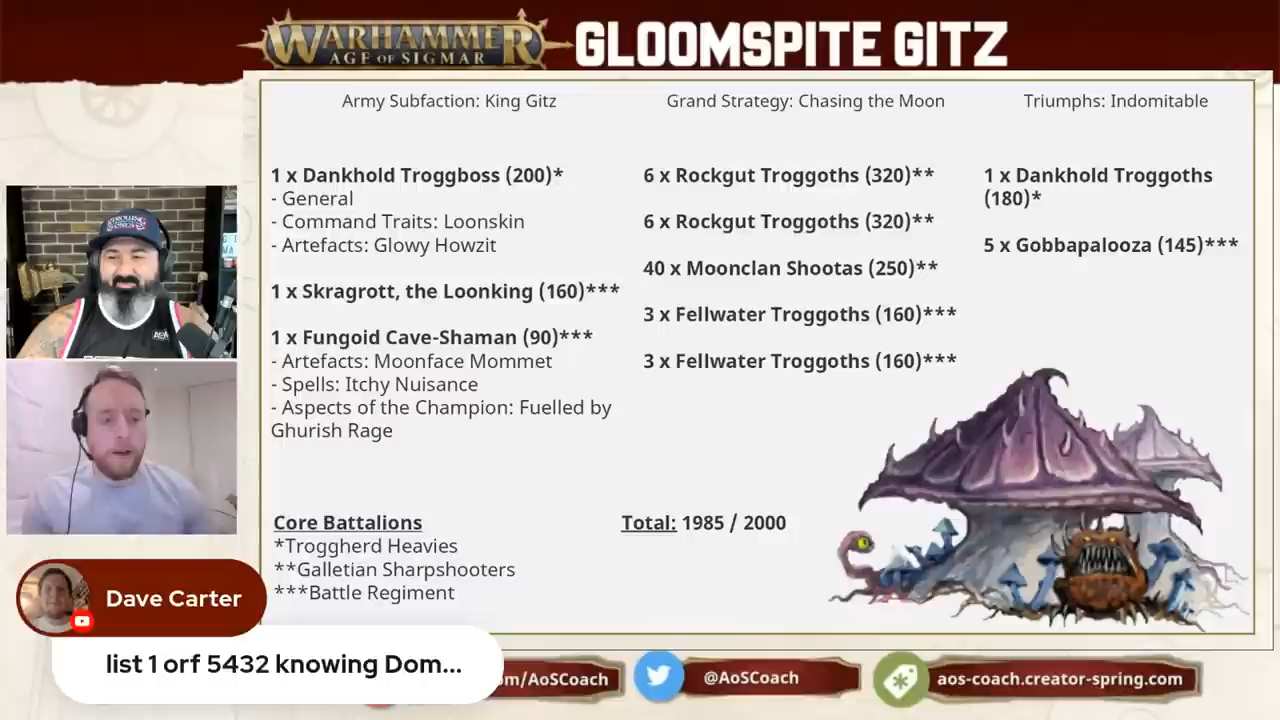 WARHAMMER
AGE OF SIGMAR
GLOOMSPITE GITZ
Army Subfaction: King Gitz
Grand Strategy: Chasing the Moon
Triumphs: Indomitable
1 x Dankhold Troggboss (200)*
- General
- Command Traits: Loonskin
- Artefacts: Glowy Howzit
1 x Skragrott, the Loonking (160)***
1 x Fungoid Cave-Shaman (90)***
- Artefacts: Moonface Mommet
- Spells: Itchy Nuisance
- Aspects of the Champion: Fuelled by
Ghurish Rage
6 x Rockgut Troggoths (320)**
6 x Rockgut Troggoths (320)**
40 x Moonclan Shootas (250)**
3 x Fellwater Troggoths (160)***
3 x Fellwater Troggoths (160)***
1 x Dankhold Troggoths
(180)*
5 x Gobbapalooza (145)***
Core Battalions
*Troggherd Heavies
**Galletian Sharpshooters
***Battle Regiment
Total: 1985 / 2000
Dave Carter
list 1 orf 5432 knowing Dom...
om/AoSCoach
@AoSCoach
aos-coach.creator-spring.com